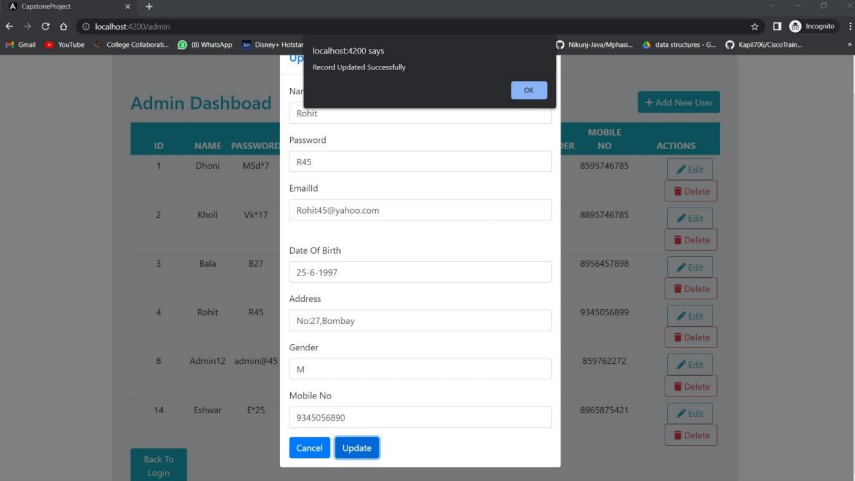 CapstoneProject
Incognito
localhost:4200/admin
Gmail YouTube College Collaborati... (8) WhatsApp Disney+ Hotstar Nikunj-Java/Mphasi... data structures - G... Kapil706/CiscoTrain... »
localhost:4200 says
Record Updated Successfully
OK
Up
Admin Dashboad
+ Add New User
ID NAME PASSWORD DER MOBILE NO ACTIONS
1 Dhoni MSd*7 8595746785 Edit
Delete
2 Kholi Vk*17 8895746785 Edit
Delete
3 Bala B27 8956457898 Edit
Delete
4 Rohit R45 9345056899 Edit
Delete
8 Admin12 admin@45 859762272 Edit
Delete
14 Eshwar E*25 8965875421 Edit
Delete
Back To
Login
Nar
Rohit
Password
R45
EmailId
Rohit45@yahoo.com
Date Of Birth
25-6-1997
Address
No:27,Bombay
Gender
M
Mobile No
9345056890
Cancel Update